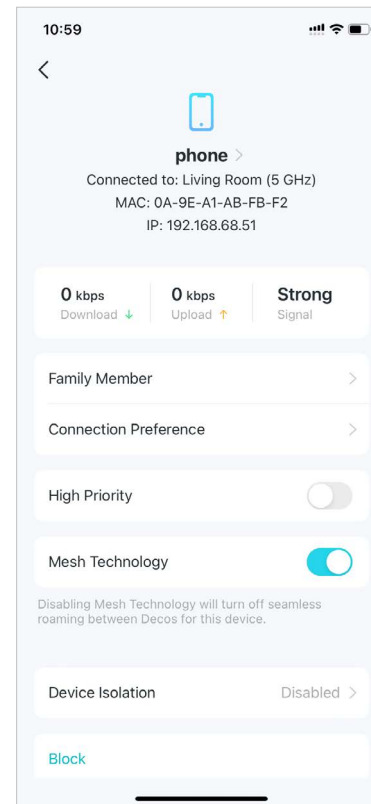 10:59
phone
Connected to: Living Room (5 GHz)
MAC: 0A-9E-A1-AB-FB-F2
IP: 192.168.68.51
0 kbps 0 kbps Strong
Download ↓ Upload ↑ Signal
Family Member
Connection Preference
High Priority
Mesh Technology
Disabling Mesh Technology will turn off seamless
roaming between Decos for this device.
Device Isolation Disabled
Block